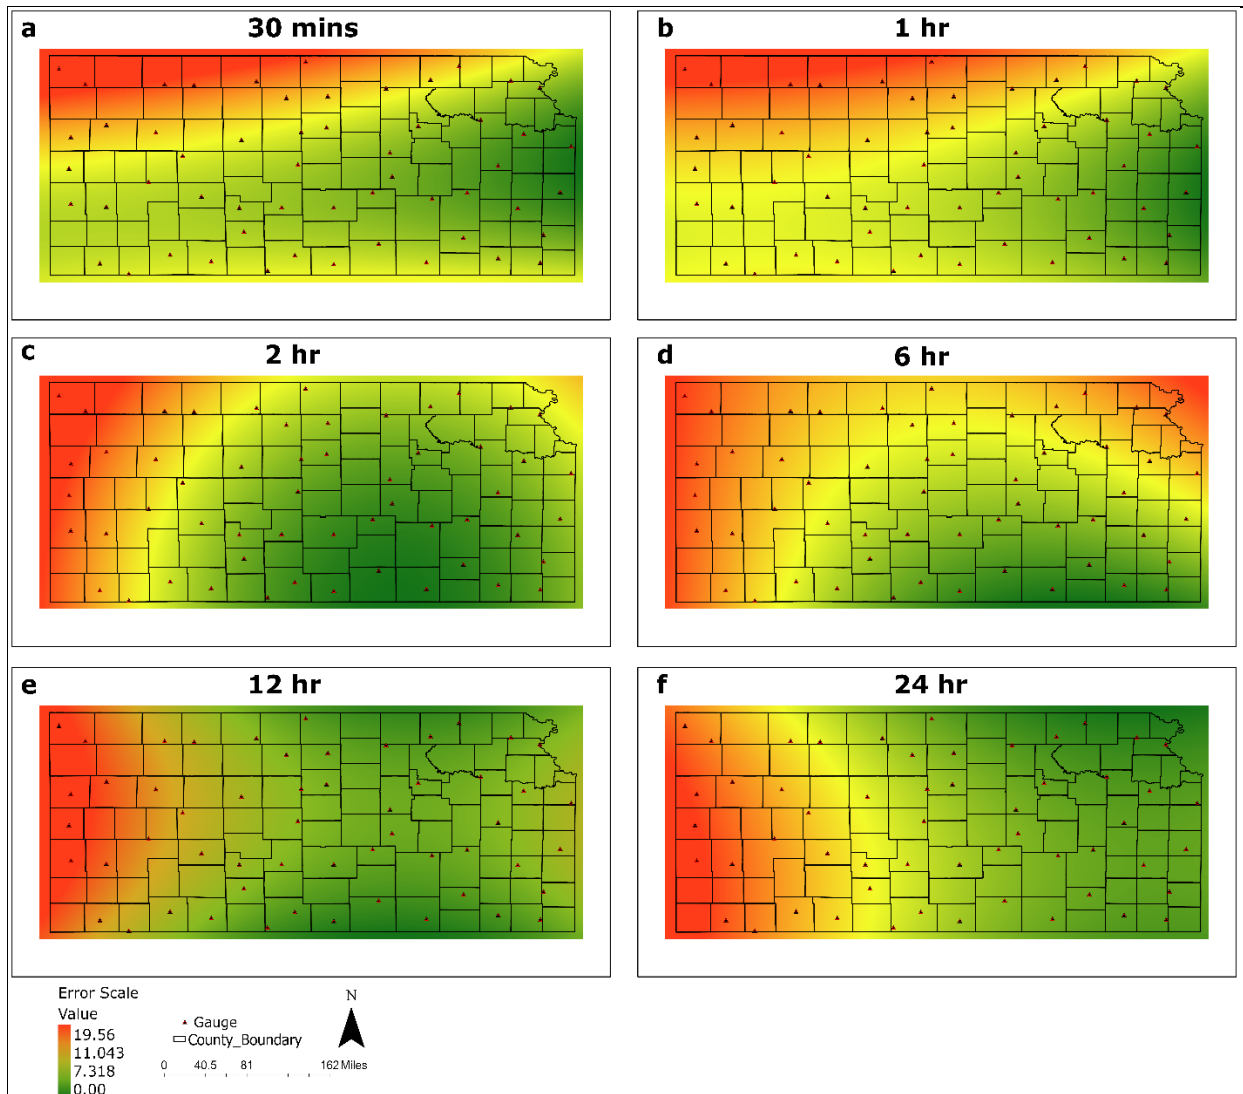 a 30 mins
b 1 hr
c 2 hr
d 6 hr
e 12 hr
f 24 hr
Error Scale
Value
19.56
11.043
7.318
0.00
Gauge
County_Boundary
0 40.5 81 162 Miles
N